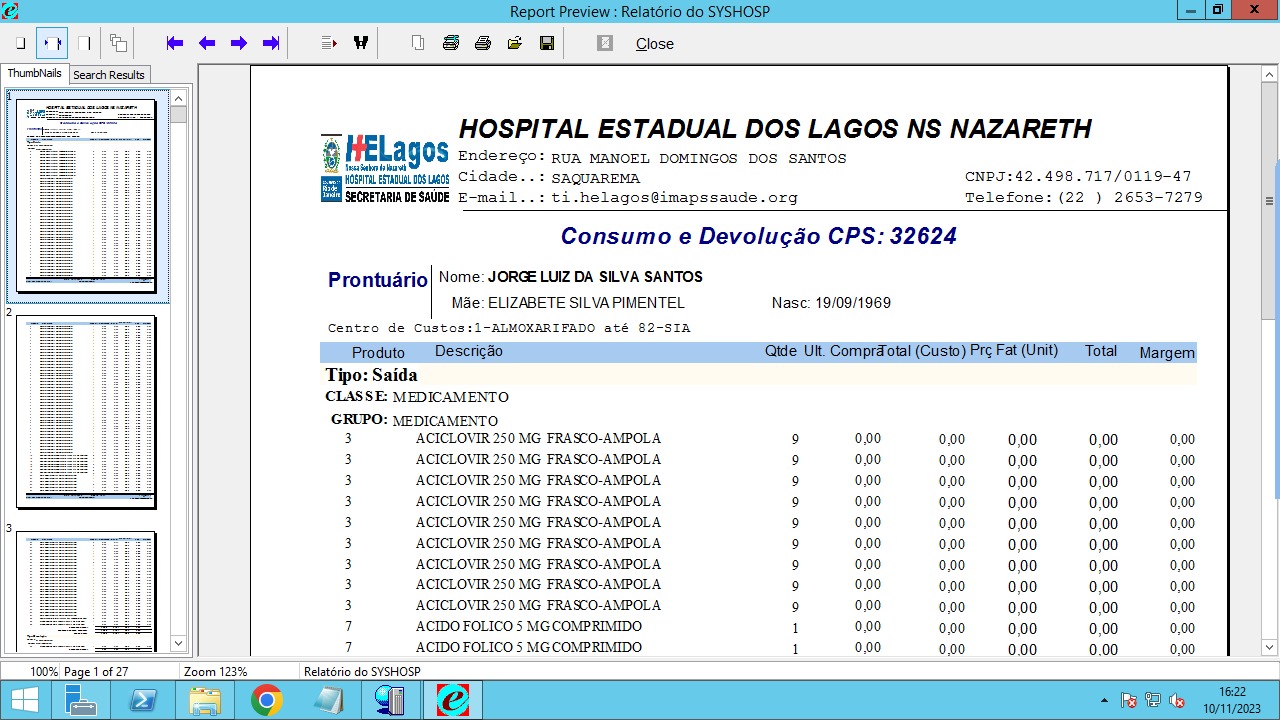 Report Preview : Relatório do SYSHOSP
Close
ThumbNails Search Results
1
2
3
HELagos
Nossa Senhora de Nazareth
HOSPITAL ESTADUAL DOS LAGOS
SECRETARIA DE SAÚDE
HOSPITAL ESTADUAL DOS LAGOS NS NAZARETH
Endereço: RUA MANOEL DOMINGOS DOS SANTOS
Cidade..: SAQUAREMA CNPJ:42.498.717/0119-47
E-mail..: ti.helagos@imapssaude.org Telefone:(22 ) 2653-7279
Consumo e Devolução CPS: 32624
Prontuário
Nome: JORGE LUIZ DA SILVA SANTOS
Mãe: ELIZABETE SILVA PIMENTEL Nasc: 19/09/1969
Centro de Custos:1-ALMOXARIFADO até 82-SIA
Produto Descrição Qtde Ult. Compra Total (Custo) Prç Fat (Unit) Total Margem
Tipo: Saída
CLASSE: MEDICAMENTO
GRUPO: MEDICAMENTO
3 ACICLOVIR 250 MG FRASCO-AMPOLA 9 0,00 0,00 0,00 0,00 0,00
3 ACICLOVIR 250 MG FRASCO-AMPOLA 9 0,00 0,00 0,00 0,00 0,00
3 ACICLOVIR 250 MG FRASCO-AMPOLA 9 0,00 0,00 0,00 0,00 0,00
3 ACICLOVIR 250 MG FRASCO-AMPOLA 9 0,00 0,00 0,00 0,00 0,00
3 ACICLOVIR 250 MG FRASCO-AMPOLA 9 0,00 0,00 0,00 0,00 0,00
3 ACICLOVIR 250 MG FRASCO-AMPOLA 9 0,00 0,00 0,00 0,00 0,00
3 ACICLOVIR 250 MG FRASCO-AMPOLA 9 0,00 0,00 0,00 0,00 0,00
3 ACICLOVIR 250 MG FRASCO-AMPOLA 9 0,00 0,00 0,00 0,00 0,00
3 ACICLOVIR 250 MG FRASCO-AMPOLA 9 0,00 0,00 0,00 0,00 0,00
7 ACIDO FOLICO 5 MG COMPRIMIDO 1 0,00 0,00 0,00 0,00 0,00
7 ACIDO FOLICO 5 MG COMPRIMIDO 1 0,00 0,00 0,00 0,00 0,00
100% Page 1 of 27 Zoom 123% Relatório do SYSHOSP
16:22
10/11/2023